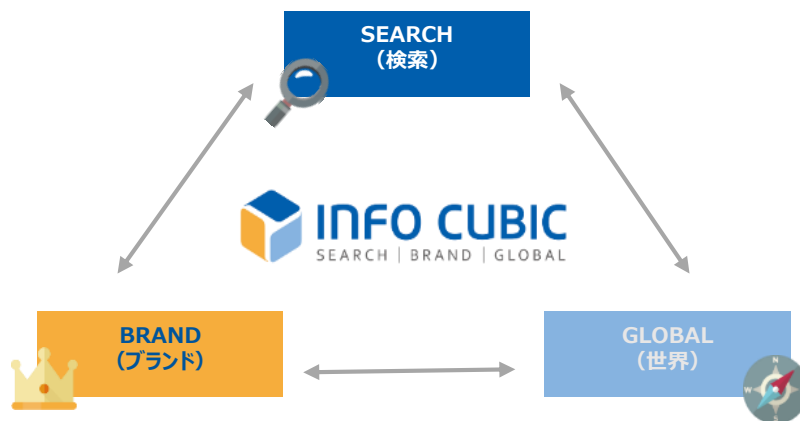 SEARCH
（検索）
INFO CUBIC
SEARCH | BRAND | GLOBAL
BRAND
（ブランド）
GLOBAL
（世界）
N
W
S